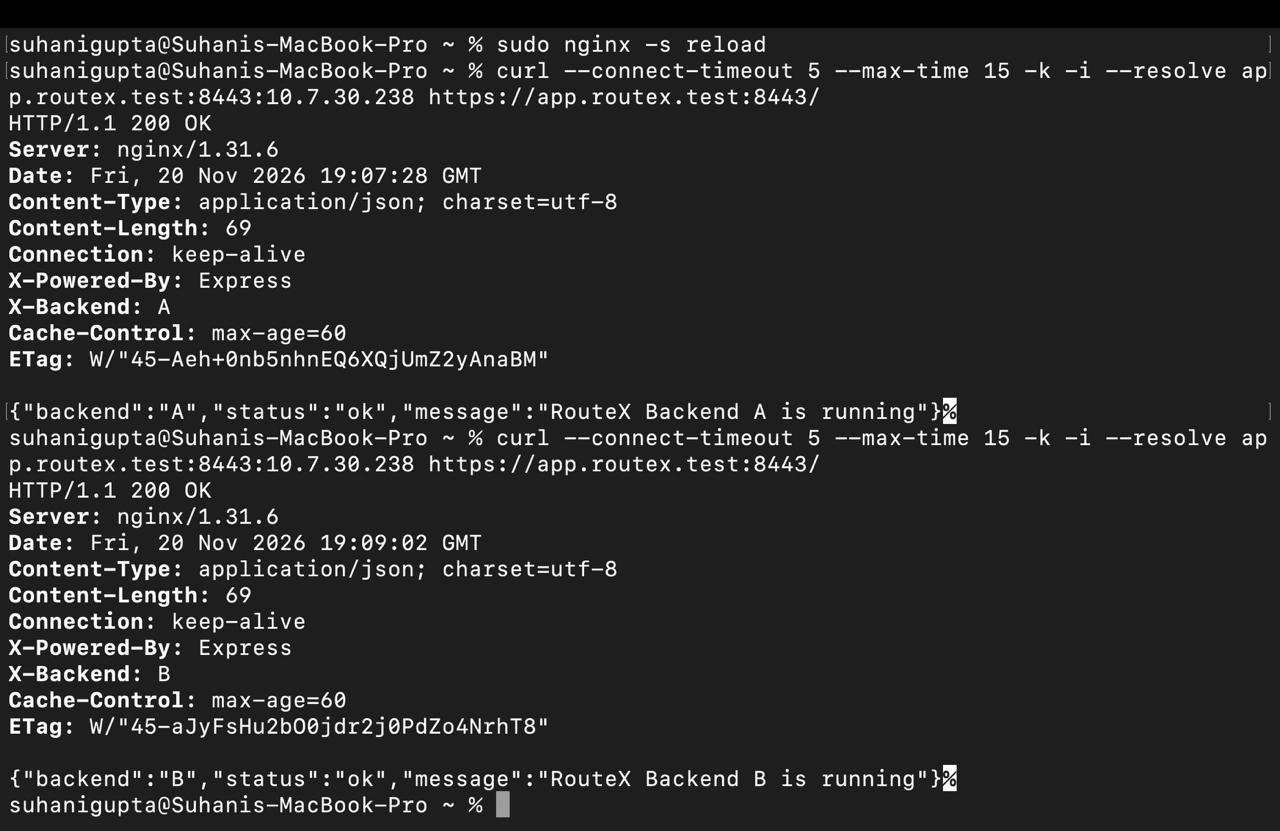 suhanigupta@Suhanis-MacBook-Pro ~ % sudo nginx -s reload
suhanigupta@Suhanis-MacBook-Pro ~ % curl --connect-timeout 5 --max-time 15 -k -i --resolve ap
p.routex.test:8443:10.7.30.238 https://app.routex.test:8443/
HTTP/1.1 200 OK
Server: nginx/1.31.6
Date: Fri, 20 Nov 2026 19:07:28 GMT
Content-Type: application/json; charset=utf-8
Content-Length: 69
Connection: keep-alive
X-Powered-By: Express
X-Backend: A
Cache-Control: max-age=60
ETag: W/"45-Aeh+0nb5nhnEQ6XQjUmZ2yAnaBM"
{"backend":"A","status":"ok","message":"RouteX Backend A is running"}%
suhanigupta@Suhanis-MacBook-Pro ~ % curl --connect-timeout 5 --max-time 15 -k -i --resolve ap
p.routex.test:8443:10.7.30.238 https://app.routex.test:8443/
HTTP/1.1 200 OK
Server: nginx/1.31.6
Date: Fri, 20 Nov 2026 19:09:02 GMT
Content-Type: application/json; charset=utf-8
Content-Length: 69
Connection: keep-alive
X-Powered-By: Express
X-Backend: B
Cache-Control: max-age=60
ETag: W/"45-aJyFsHu2bO0jdr2j0PdZo4NrhT8"
{"backend":"B","status":"ok","message":"RouteX Backend B is running"}%
suhanigupta@Suhanis-MacBook-Pro ~ %